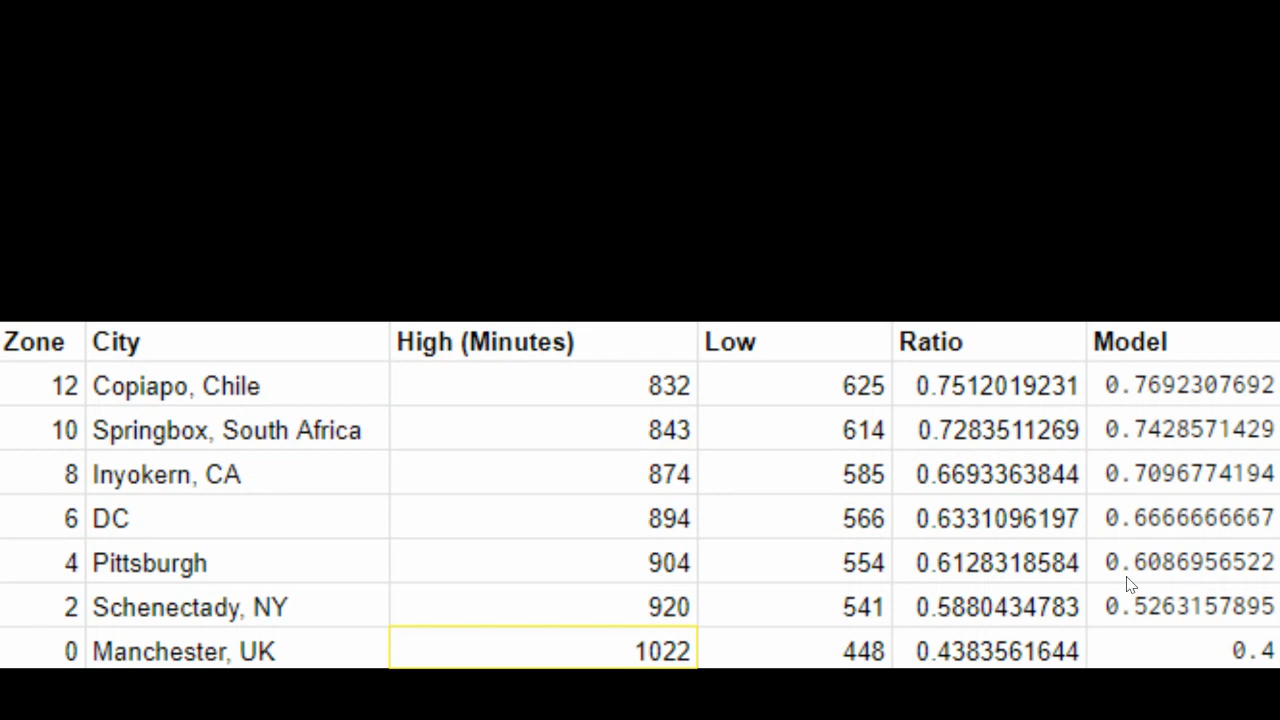 Zone City High (Minutes) Low Ratio Model
12 Copiapo, Chile 832 625 0.7512019231 0.7692307692
10 Springbox, South Africa 843 614 0.7283511269 0.7428571429
8 Inyokern, CA 874 585 0.6693363844 0.7096774194
6 DC 894 566 0.6331096197 0.6666666667
4 Pittsburgh 904 554 0.6128318584 0.6086956522
2 Schenectady, NY 920 541 0.5880434783 0.5263157895
0 Manchester, UK 1022 448 0.4383561644 0.4